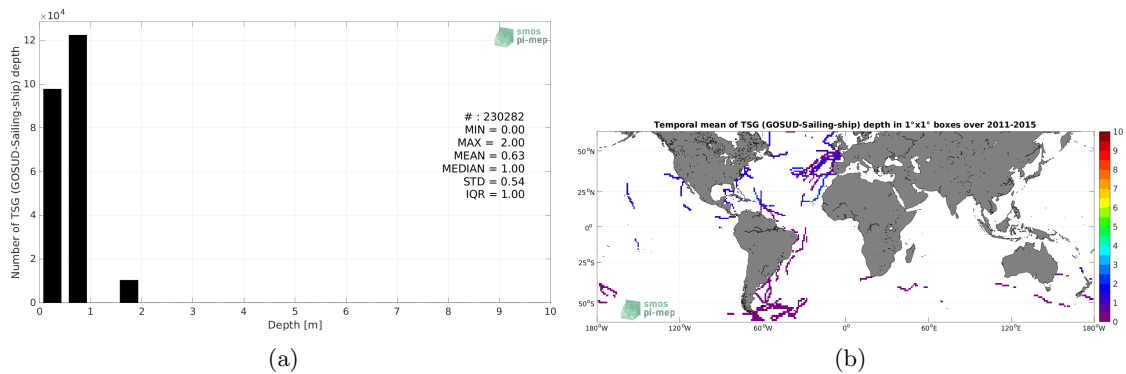 ×10⁴
12
10
8
6
4
2
0
Number of TSG (GOSUD-Sailing-ship) depth
0 1 2 3 4 5 6 7 8 9 10
Depth [m]
smos
pi-mep
# : 230282
MIN = 0.00
MAX = 2.00
MEAN = 0.63
MEDIAN = 1.00
STD = 0.54
IQR = 1.00
(a)
Temporal mean of TSG (GOSUD-Sailing-ship) depth in 1°x1° boxes over 2011-2015
50°N
25°N
0°
25°S
50°S
180°W 120°W 60°W 0° 60°E 120°E 180°W
smos
pi-mep
10
9
8
7
6
5
4
3
2
1
0
(b)